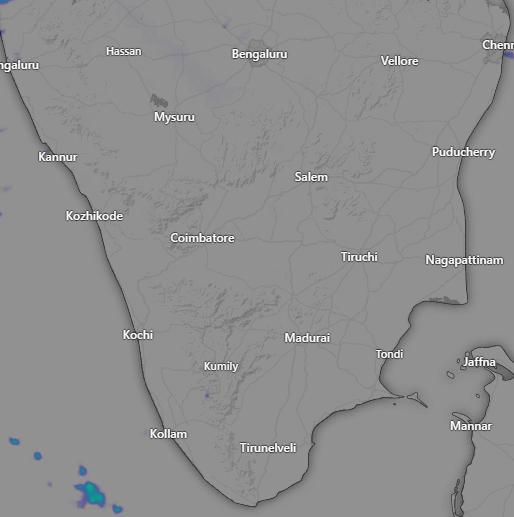 Hassan
Bengaluru
Chenn
ngaluru
Vellore
Mysuru
Kannur
Puducherry
Salem
Kozhikode
Coimbatore
Tiruchi
Nagapattinam
Kochi
Madurai
Tondi
Jaffna
Kumily
Mannar
Kollam
Tirunelveli